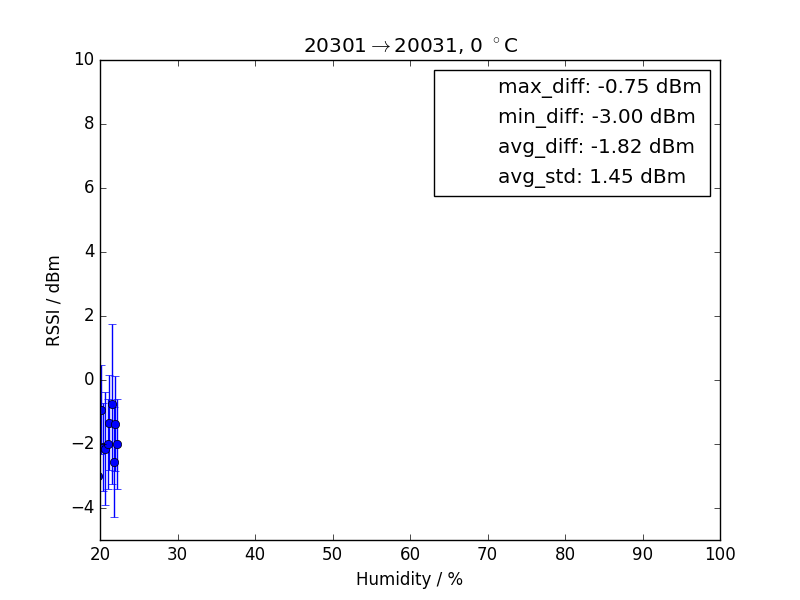 20301→20031, 0 °C
max_diff: -0.75 dBm
min_diff: -3.00 dBm
avg_diff: -1.82 dBm
avg_std: 1.45 dBm
10
8
6
4
2
0
−2
−4
RSSI / dBm
20 30 40 50 60 70 80 90 100
Humidity / %